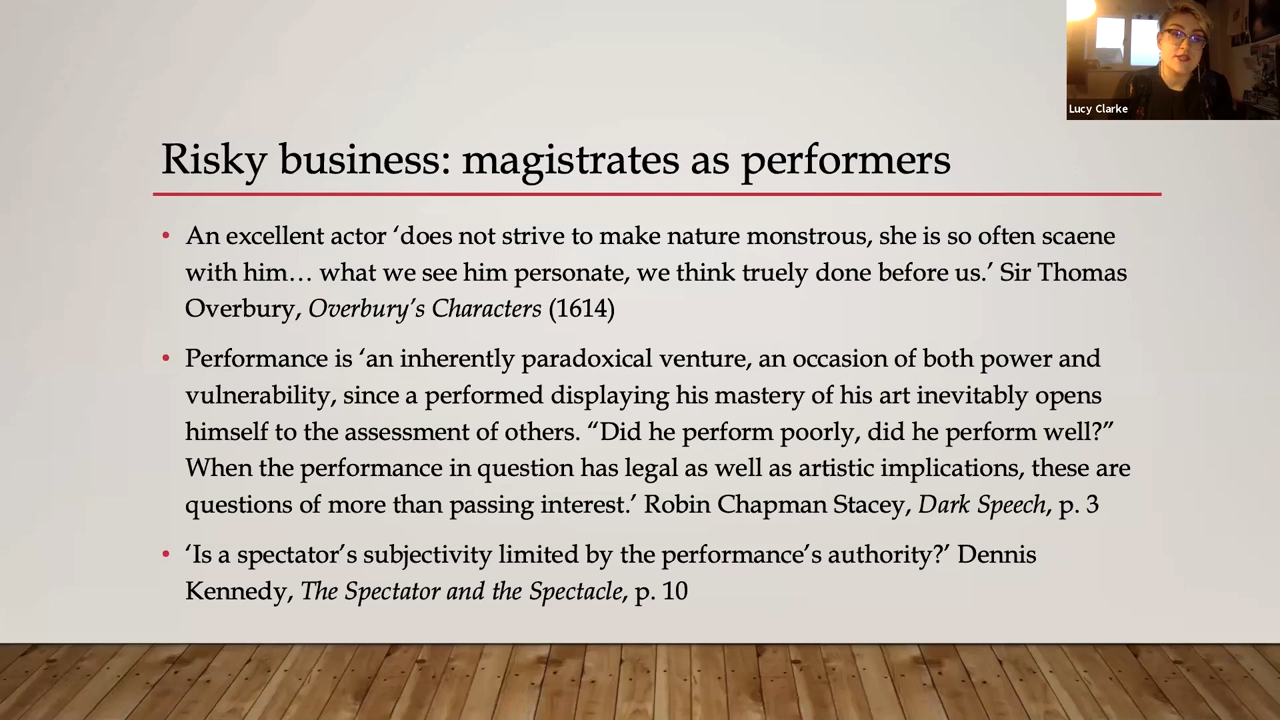 Lucy Clarke
Risky business: magistrates as performers
• An excellent actor ‘does not strive to make nature monstrous, she is so often scaene
with him… what we see him personate, we think truely done before us.’ Sir Thomas
Overbury, Overbury’s Characters (1614)
• Performance is ‘an inherently paradoxical venture, an occasion of both power and
vulnerability, since a performed displaying his mastery of his art inevitably opens
himself to the assessment of others. “Did he perform poorly, did he perform well?”
When the performance in question has legal as well as artistic implications, these are
questions of more than passing interest.’ Robin Chapman Stacey, Dark Speech, p. 3
• ‘Is a spectator’s subjectivity limited by the performance’s authority?’ Dennis
Kennedy, The Spectator and the Spectacle, p. 10